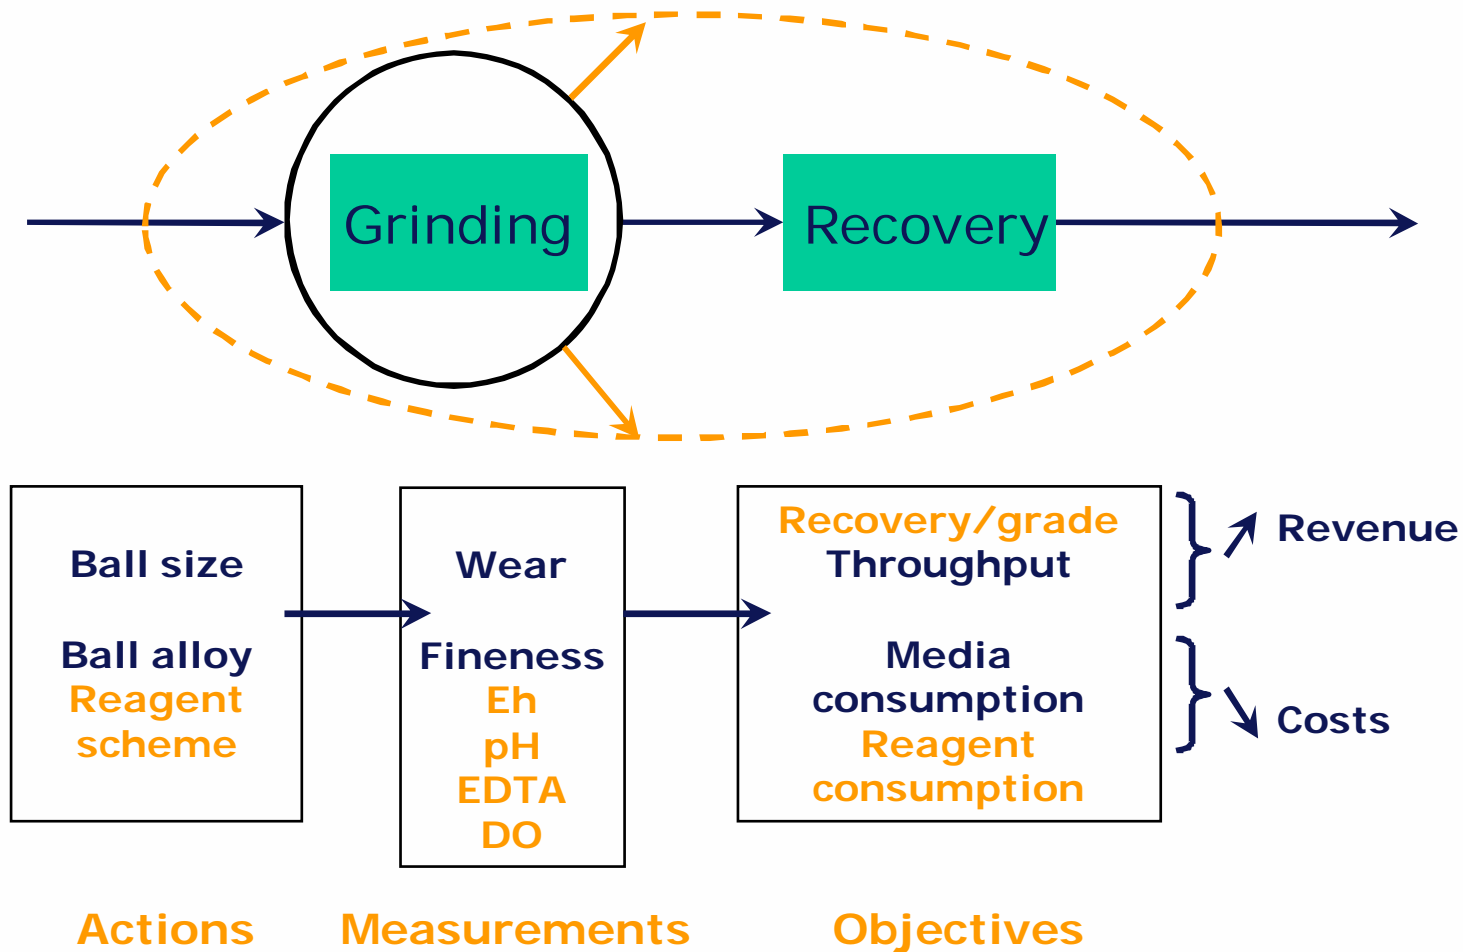 Grinding
Recovery
Ball size
Ball alloy
Reagent
scheme
Wear
Fineness
Eh
pH
EDTA
DO
Recovery/grade
Throughput
Media
consumption
Reagent
consumption
Revenue
Costs
Actions
Measurements
Objectives